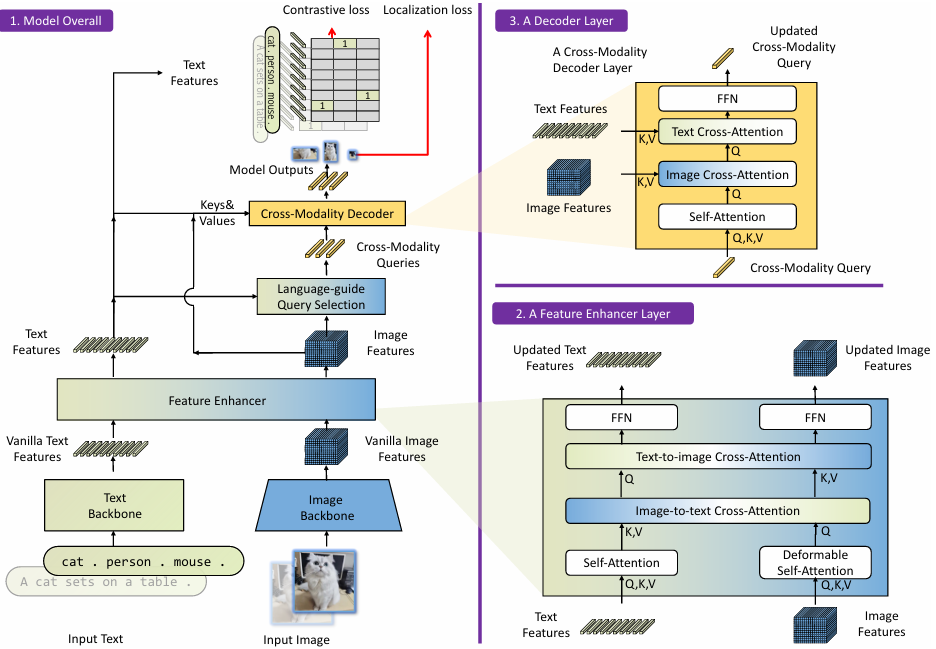 1. Model Overall
Contrastive loss
Localization loss
cat . person . mouse .
A cat sets on a table .
1
1
1
1
Text
Features
Model Outputs
Keys&
Values
Cross-Modality Decoder
Cross-Modality
Queries
Language-guide
Query Selection
Text
Features
Image
Features
Feature Enhancer
Vanilla Text
Features
Vanilla Image
Features
Text
Backbone
Image
Backbone
cat . person . mouse .
A cat sets on a table .
Input Text
Input Image
3. A Decoder Layer
A Cross-Modality
Decoder Layer
Updated
Cross-Modality
Query
Text Features
Image Features
FFN
Text Cross-Attention
K,V
Q
Image Cross-Attention
K,V
Q
Self-Attention
Q,K,V
Cross-Modality Query
2. A Feature Enhancer Layer
Updated Text
Features
Updated Image
Features
FFN
FFN
Text-to-image Cross-Attention
Q
K,V
Image-to-text Cross-Attention
K,V
Q
Self-Attention
Deformable
Self-Attention
Q,K,V
Q,K,V
Text
Features
Image
Features